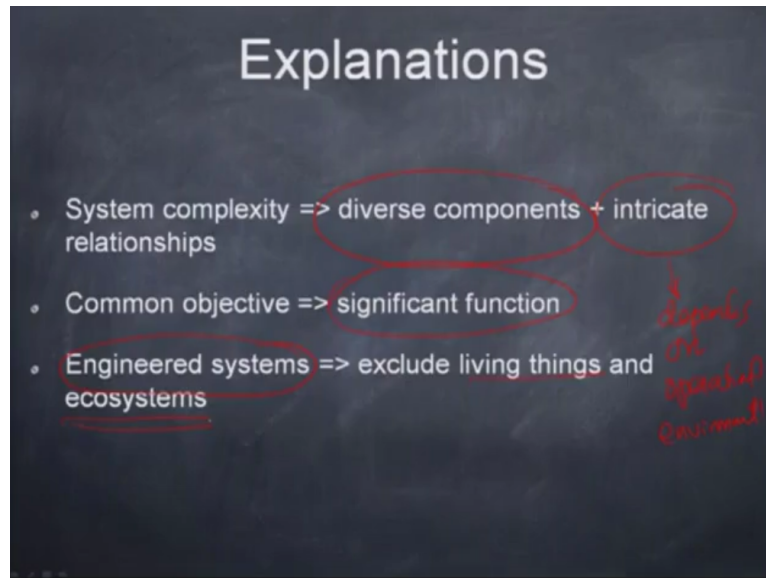 Explanations
System complexity => diverse components + intricate
relationships
Common objective => significant function
Engineered systems => exclude living things and
ecosystems
depends
on